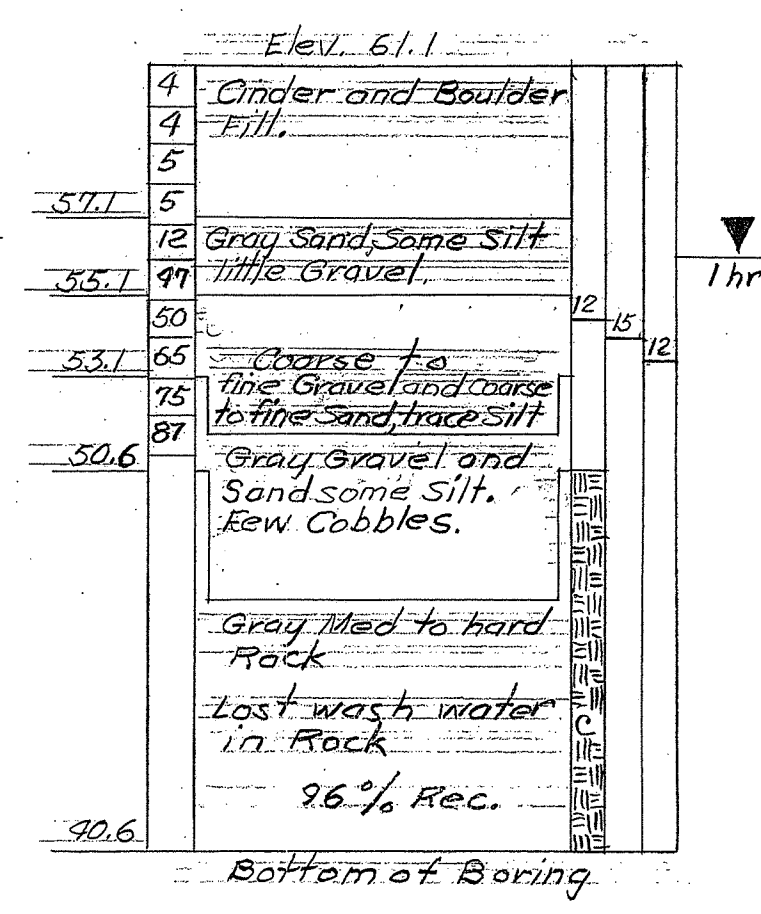 Elev. 61.1
4
Cinder and Boulder
4
Fill.
5
57.1
5
12
Gray Sand, Some Silt
55.1
47
little Gravel.
1 hr
50
12
15
12
53.1
65
Coarse to
75
fine Gravel and Coarse
to fine Sand, trace Silt
87
50.6
Gray Gravel and
Sand some Silt.
Few Cobbles.
Gray Med to hard
Rock
Lost wash water
in Rock
C
96% Rec.
40.6
Bottom of Boring